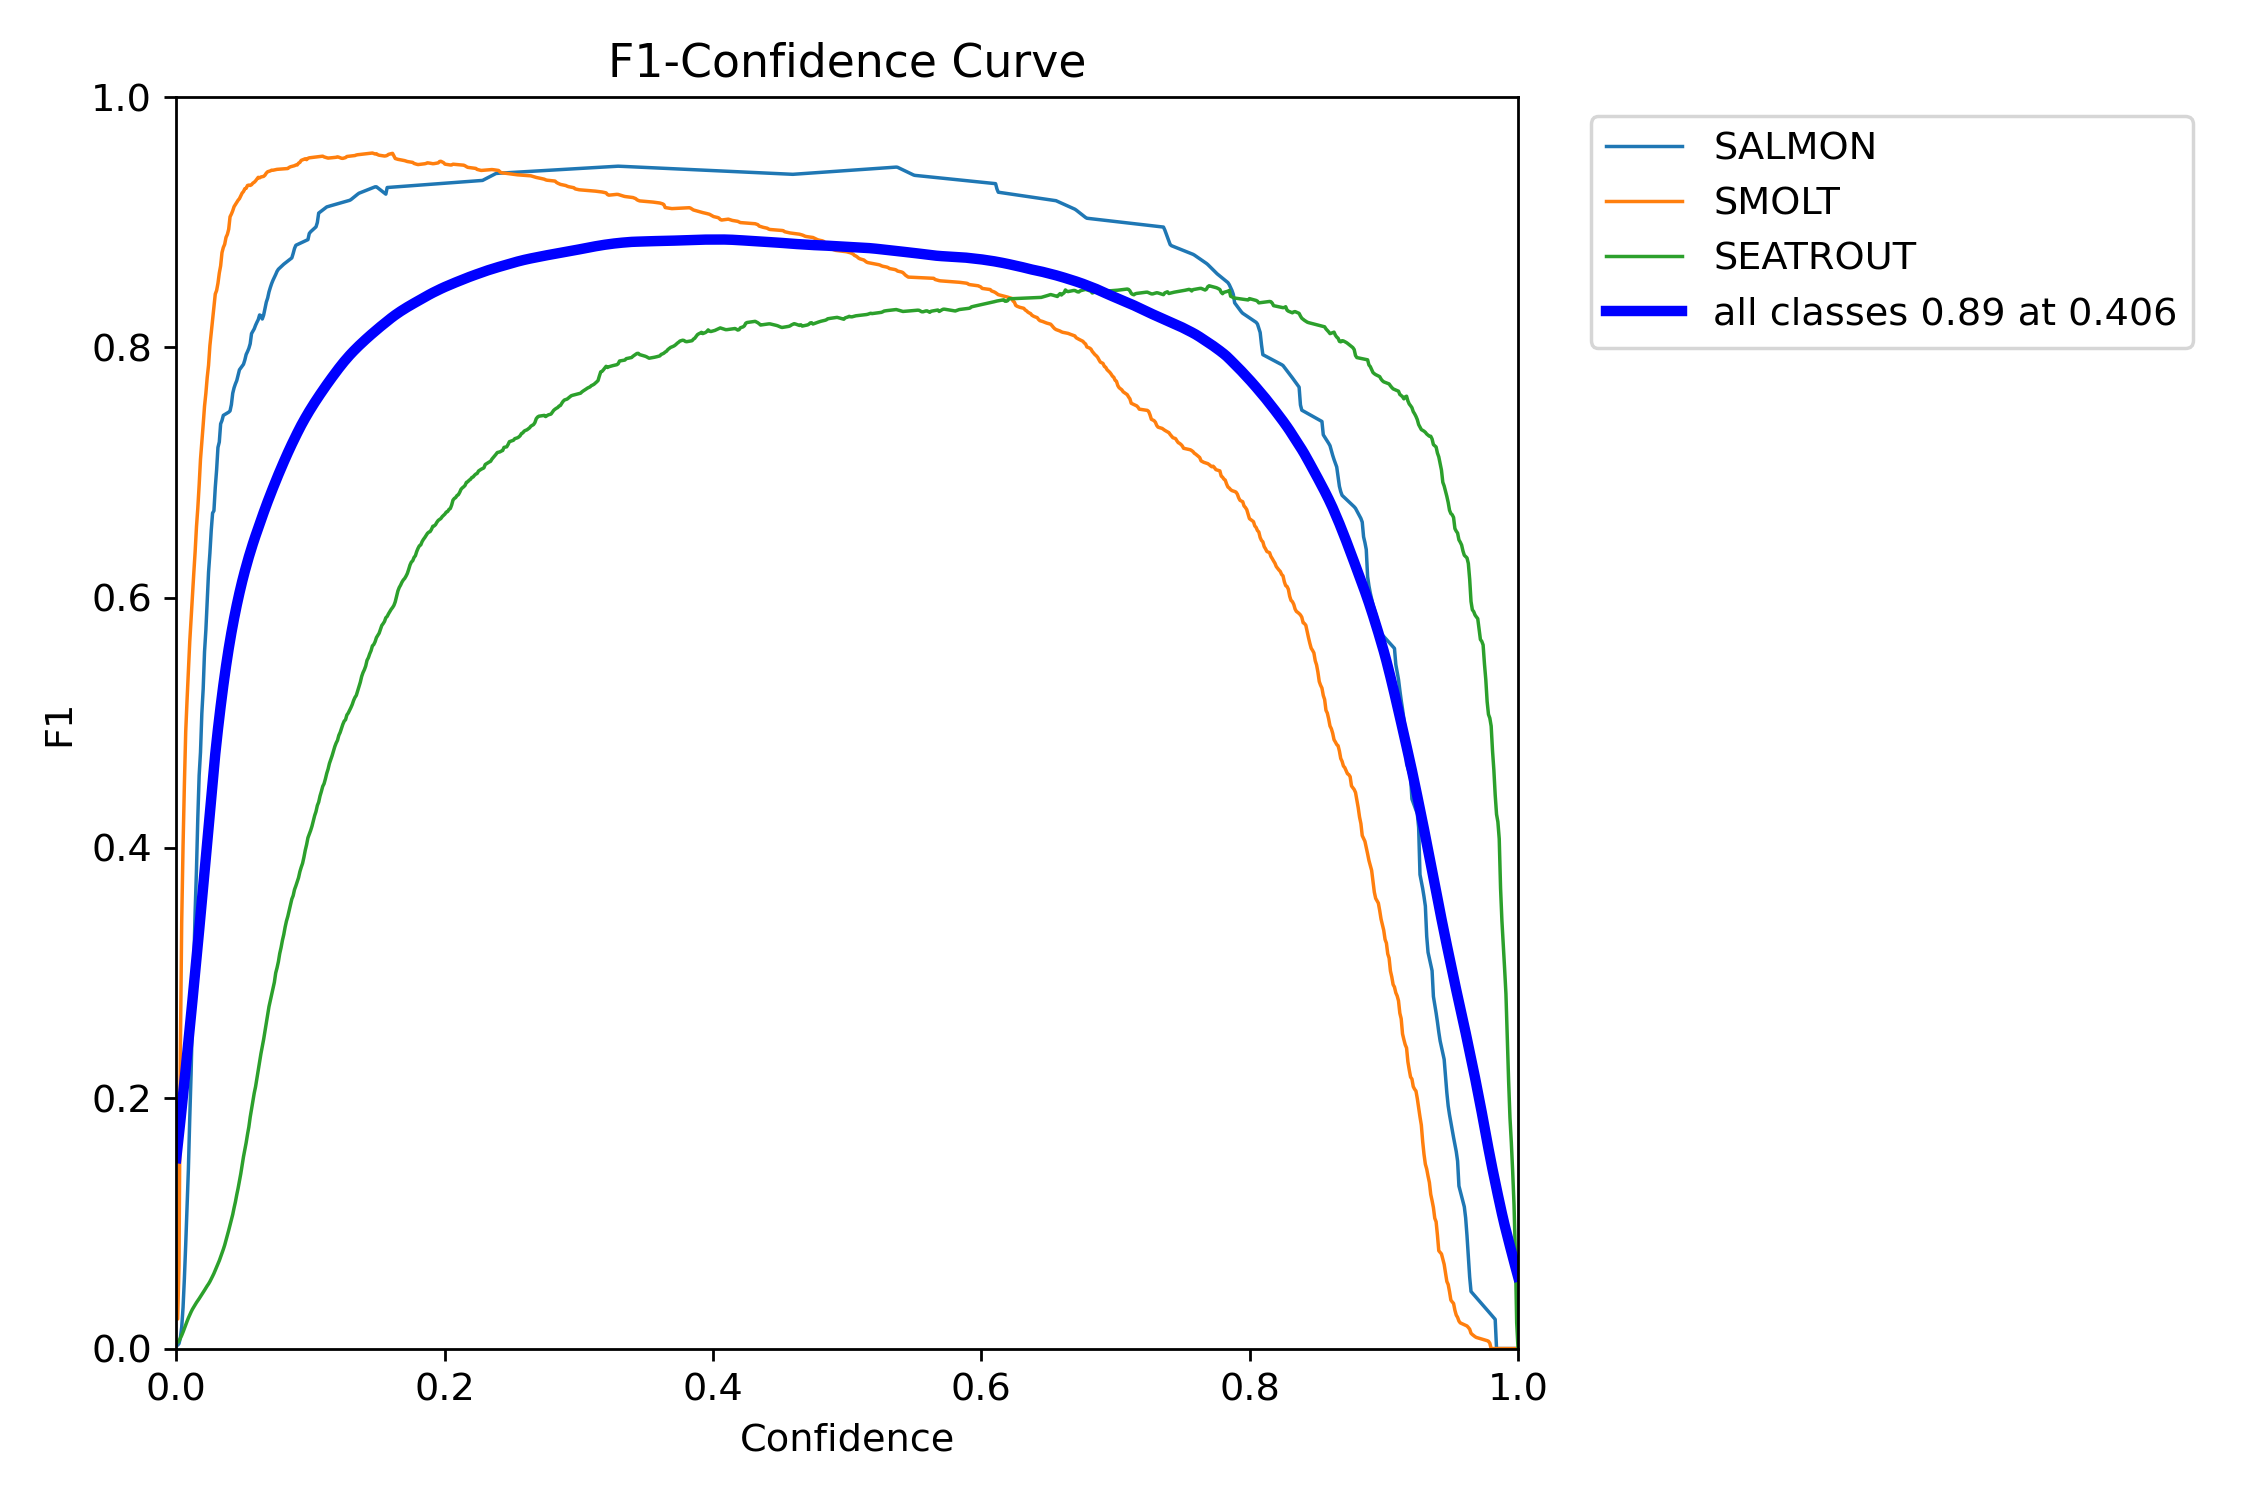 F1-Confidence Curve
1.0
0.8
0.6
0.4
0.2
0.0
F1
0.0 0.2 0.4 0.6 0.8 1.0
Confidence
SALMON
SMOLT
SEATROUT
all classes 0.89 at 0.406